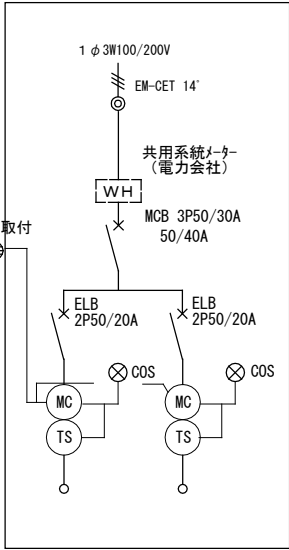 1φ3W100/200V
EM-CET 14°
共用系統メーター
（電力会社）
WH
MCB 3P50/30A
50/40A
取付
ELB
2P50/20A
ELB
2P50/20A
COS
COS
MC
MC
TS
TS